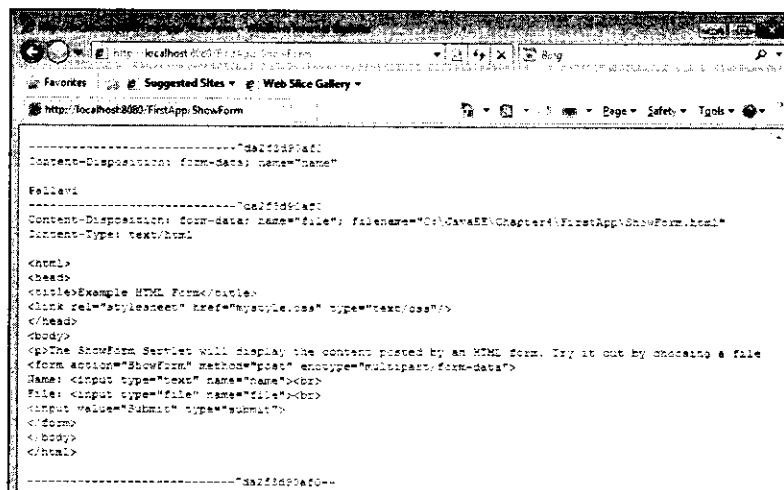 http://localhost:8080/FirstApp/ShowForm
Bing
Favorites Suggested Sites Web Slice Gallery
http://localhost:8080/FirstApp/ShowForm Page Safety Tools
Content-Disposition: form-data; name="name"
Pallavi
Content-Disposition: form-data; name="file"; filename="C:\JavaEE\Chapter4\FirstApp\ShowForm.html"
Content-Type: text/html
<html>
<head>
<title>Example HTML Form</title>
<link rel="stylesheet" href="mystyle.css" type="text/css"/>
</head>
<body>
<p>The ShowForm Servlet will display the content posted by an HTML form. Try it out by choosing a file
<form action="ShowForm" method="post" enctype="multipart/form-data">
Name: <input type="text" name="name"><br>
File: <input type="file" name="file"><br>
<input value="Submit" type="submit">
</form>
</body>
</html>